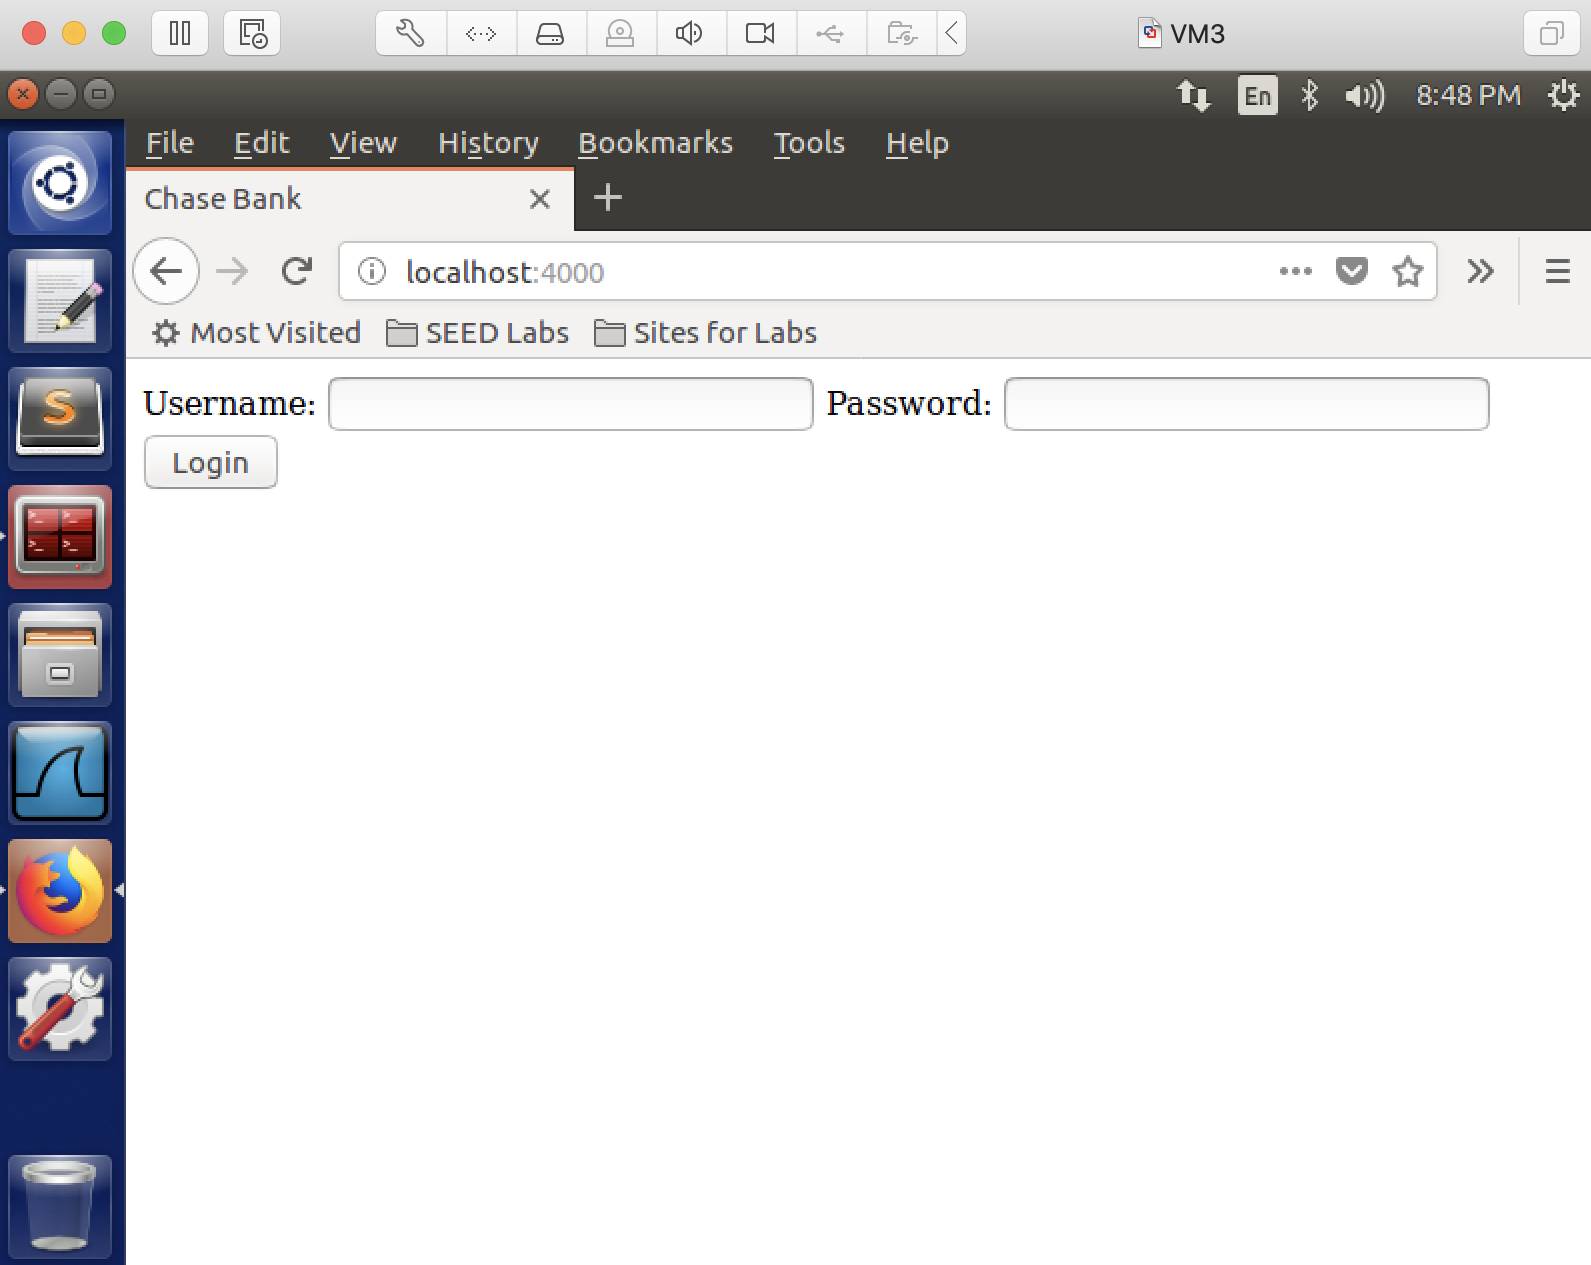 VM3
En 8:48 PM
File Edit View History Bookmarks Tools Help
Chase Bank
localhost:4000
Most Visited SEED Labs Sites for Labs
Username: Password:
Login